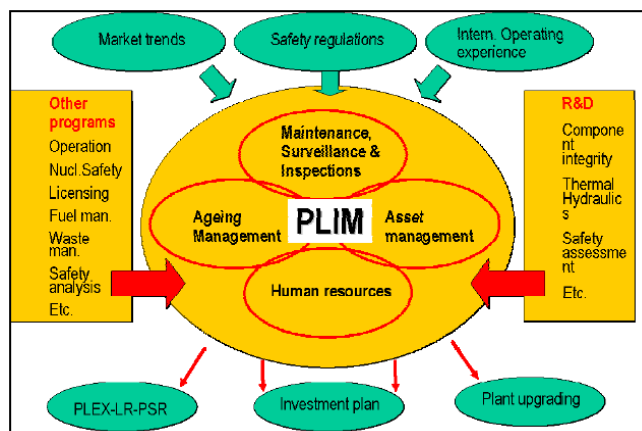 Market trends
Safety regulations
Intern. Operating
experience
Other
programs
Operation
Nucl.Safety
Licensing
Fuel man.
Waste
man.
Safety
analysis
Etc.
Maintenance,
Surveillance &
Inspections
Ageing
Management
PLIM
Asset
management
Human resources
R&D
Compone
nt
integrity
Thermal
Hydraulic
s
Safety
assessme
nt
Etc.
PLEX-LR-PSR
Investment plan
Plant upgrading